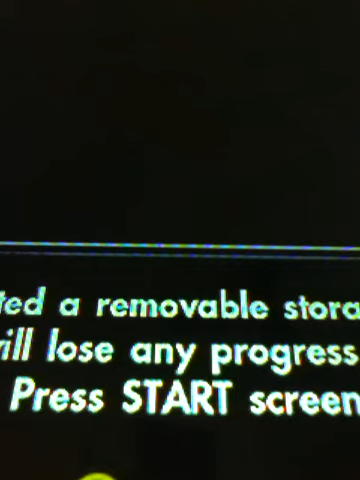 ted a removable stora
ill lose any progress
Press START screen